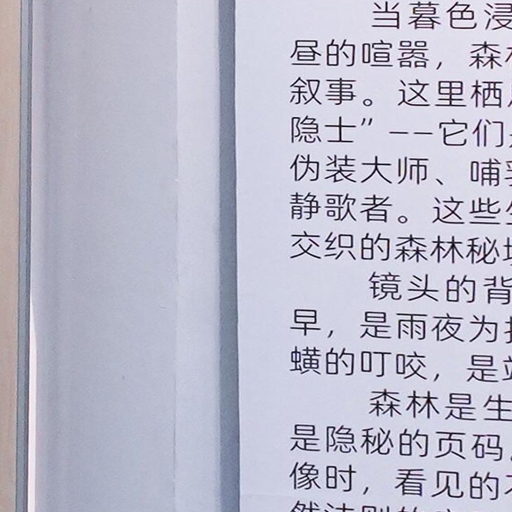 当暮色浸
昼的喧嚣，森
叙事。这里栖
隐士”——它们
伪装大师、哺
静歌者。这些
交织的森林秘
镜头的背
早，是雨夜为
蟥的叮咬，是
森林是生
是隐秘的页码
像时，看见的